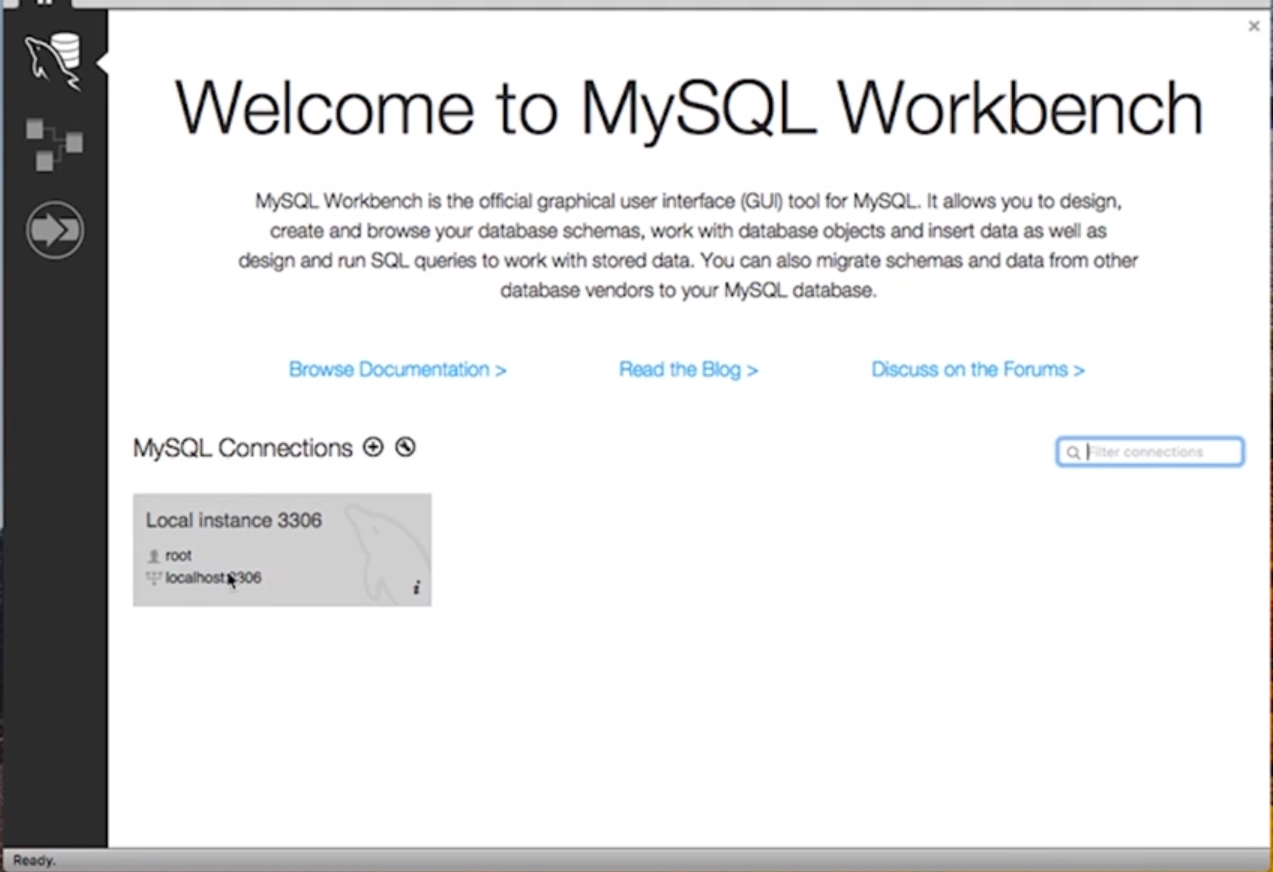 Welcome to MySQL Workbench
MySQL Workbench is the official graphical user interface (GUI) tool for MySQL. It allows you to design,
create and browse your database schemas, work with database objects and insert data as well as
design and run SQL queries to work with stored data. You can also migrate schemas and data from other
database vendors to your MySQL database.
Browse Documentation > Read the Blog > Discuss on the Forums >
MySQL Connections
Filter connections
Local instance 3306
root
localhost:3306
Ready.